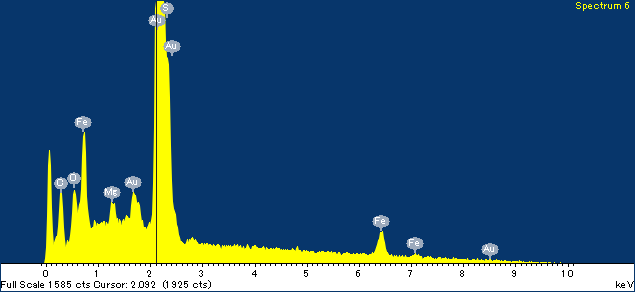 Spectrum 6
S
Au
Au
Fe
C O Mg Au
Fe
Fe Au
0 1 2 3 4 5 6 7 8 9 10
Full Scale 1585 cts Cursor: 2.092 (1925 cts) keV